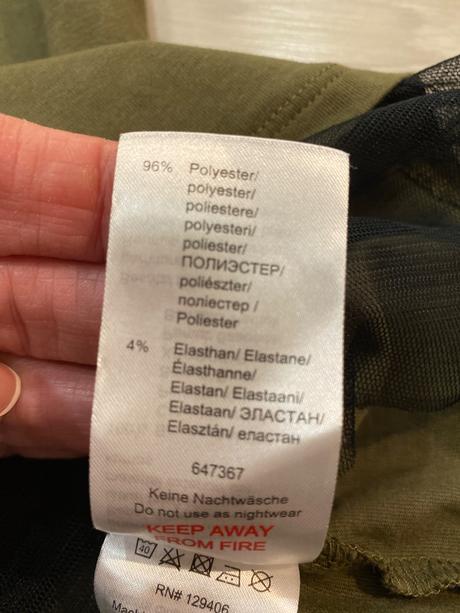 96% Polyester/
polyester/
poliestere/
polyesteri/
poliester/
ПОЛИЭСТЕР/
poliészter/
поліестер /
Poliester
4% Elasthan/ Elastane/
Élasthanne/
Elastan/ Elastaani/
Elastaan/ ЭЛАСТАН/
Elasztán/ еластан
647367
Keine Nachtwäsche
Do not use as nightwear
KEEP AWAY
FROM FIRE
40
RN# 129406